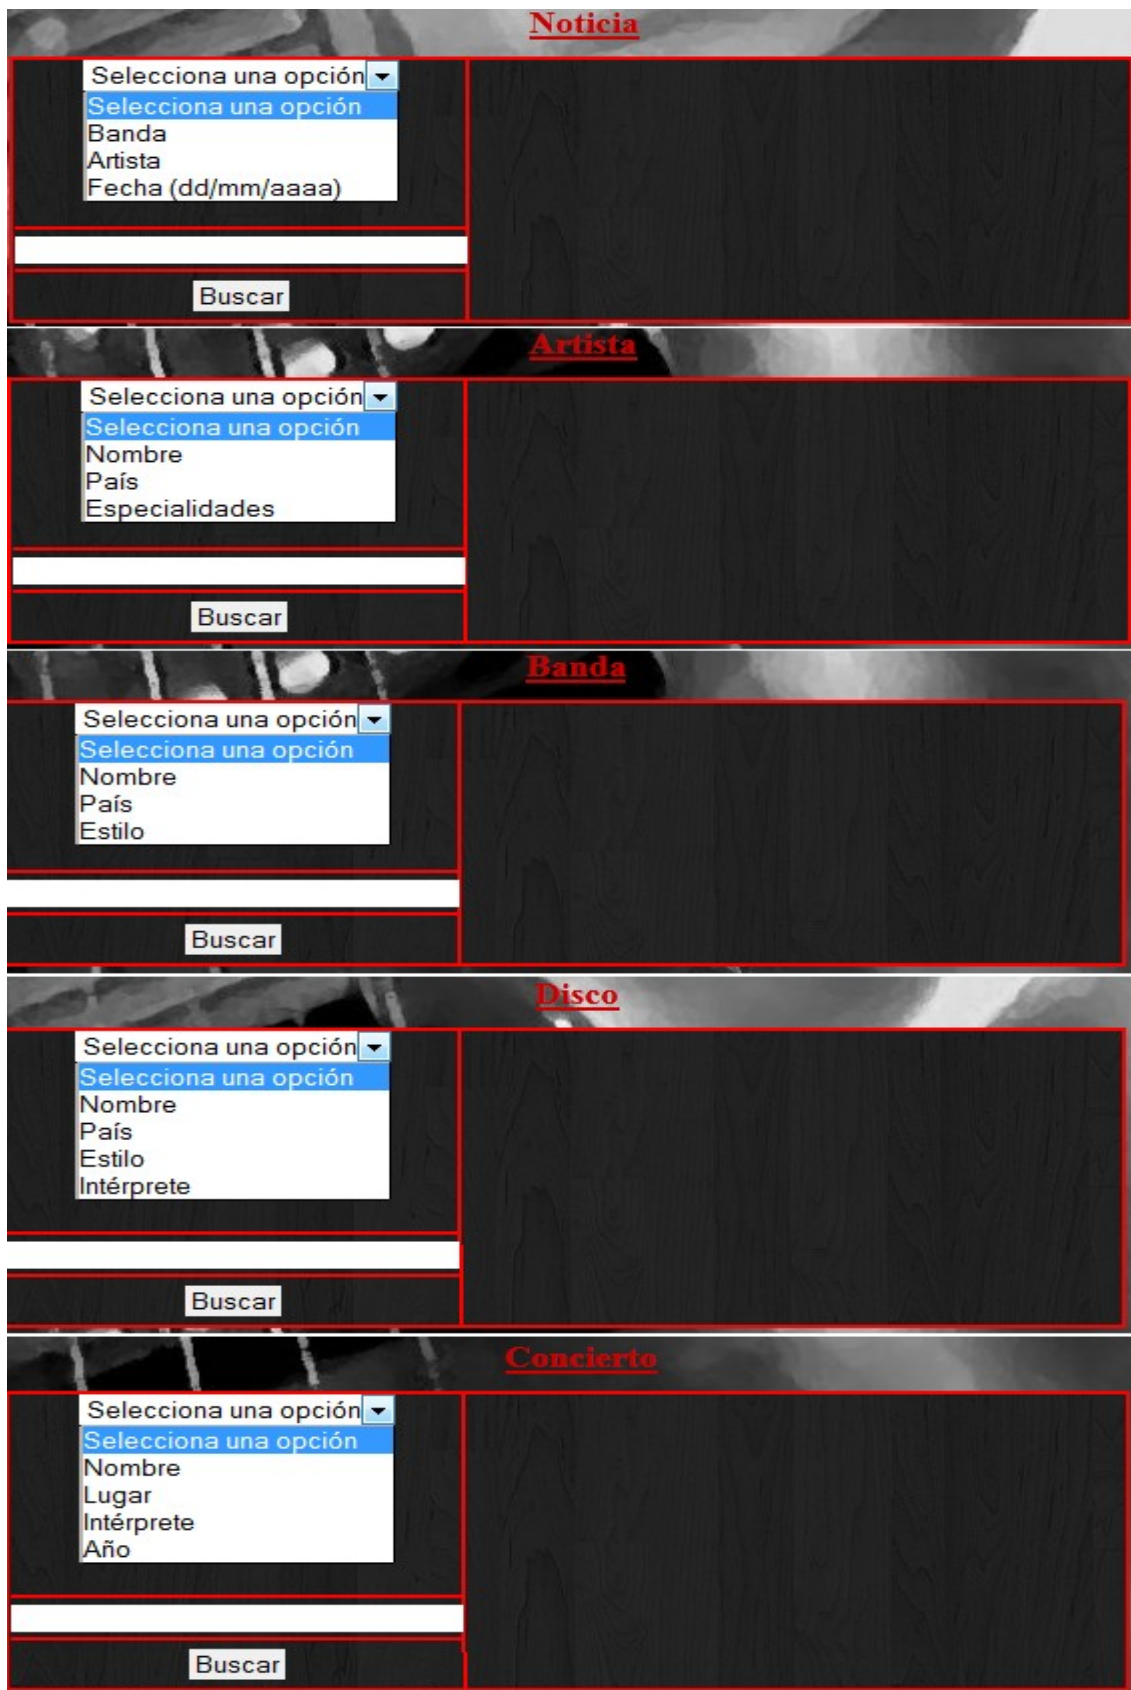 Noticia
Selecciona una opción
Selecciona una opción
Banda
Artista
Fecha (dd/mm/aaaa)
Buscar
Artista
Selecciona una opción
Selecciona una opción
Nombre
País
Especialidades
Buscar
Banda
Selecciona una opción
Selecciona una opción
Nombre
País
Estilo
Buscar
Disco
Selecciona una opción
Selecciona una opción
Nombre
País
Estilo
Intérprete
Buscar
Concierto
Selecciona una opción
Selecciona una opción
Nombre
Lugar
Intérprete
Año
Buscar